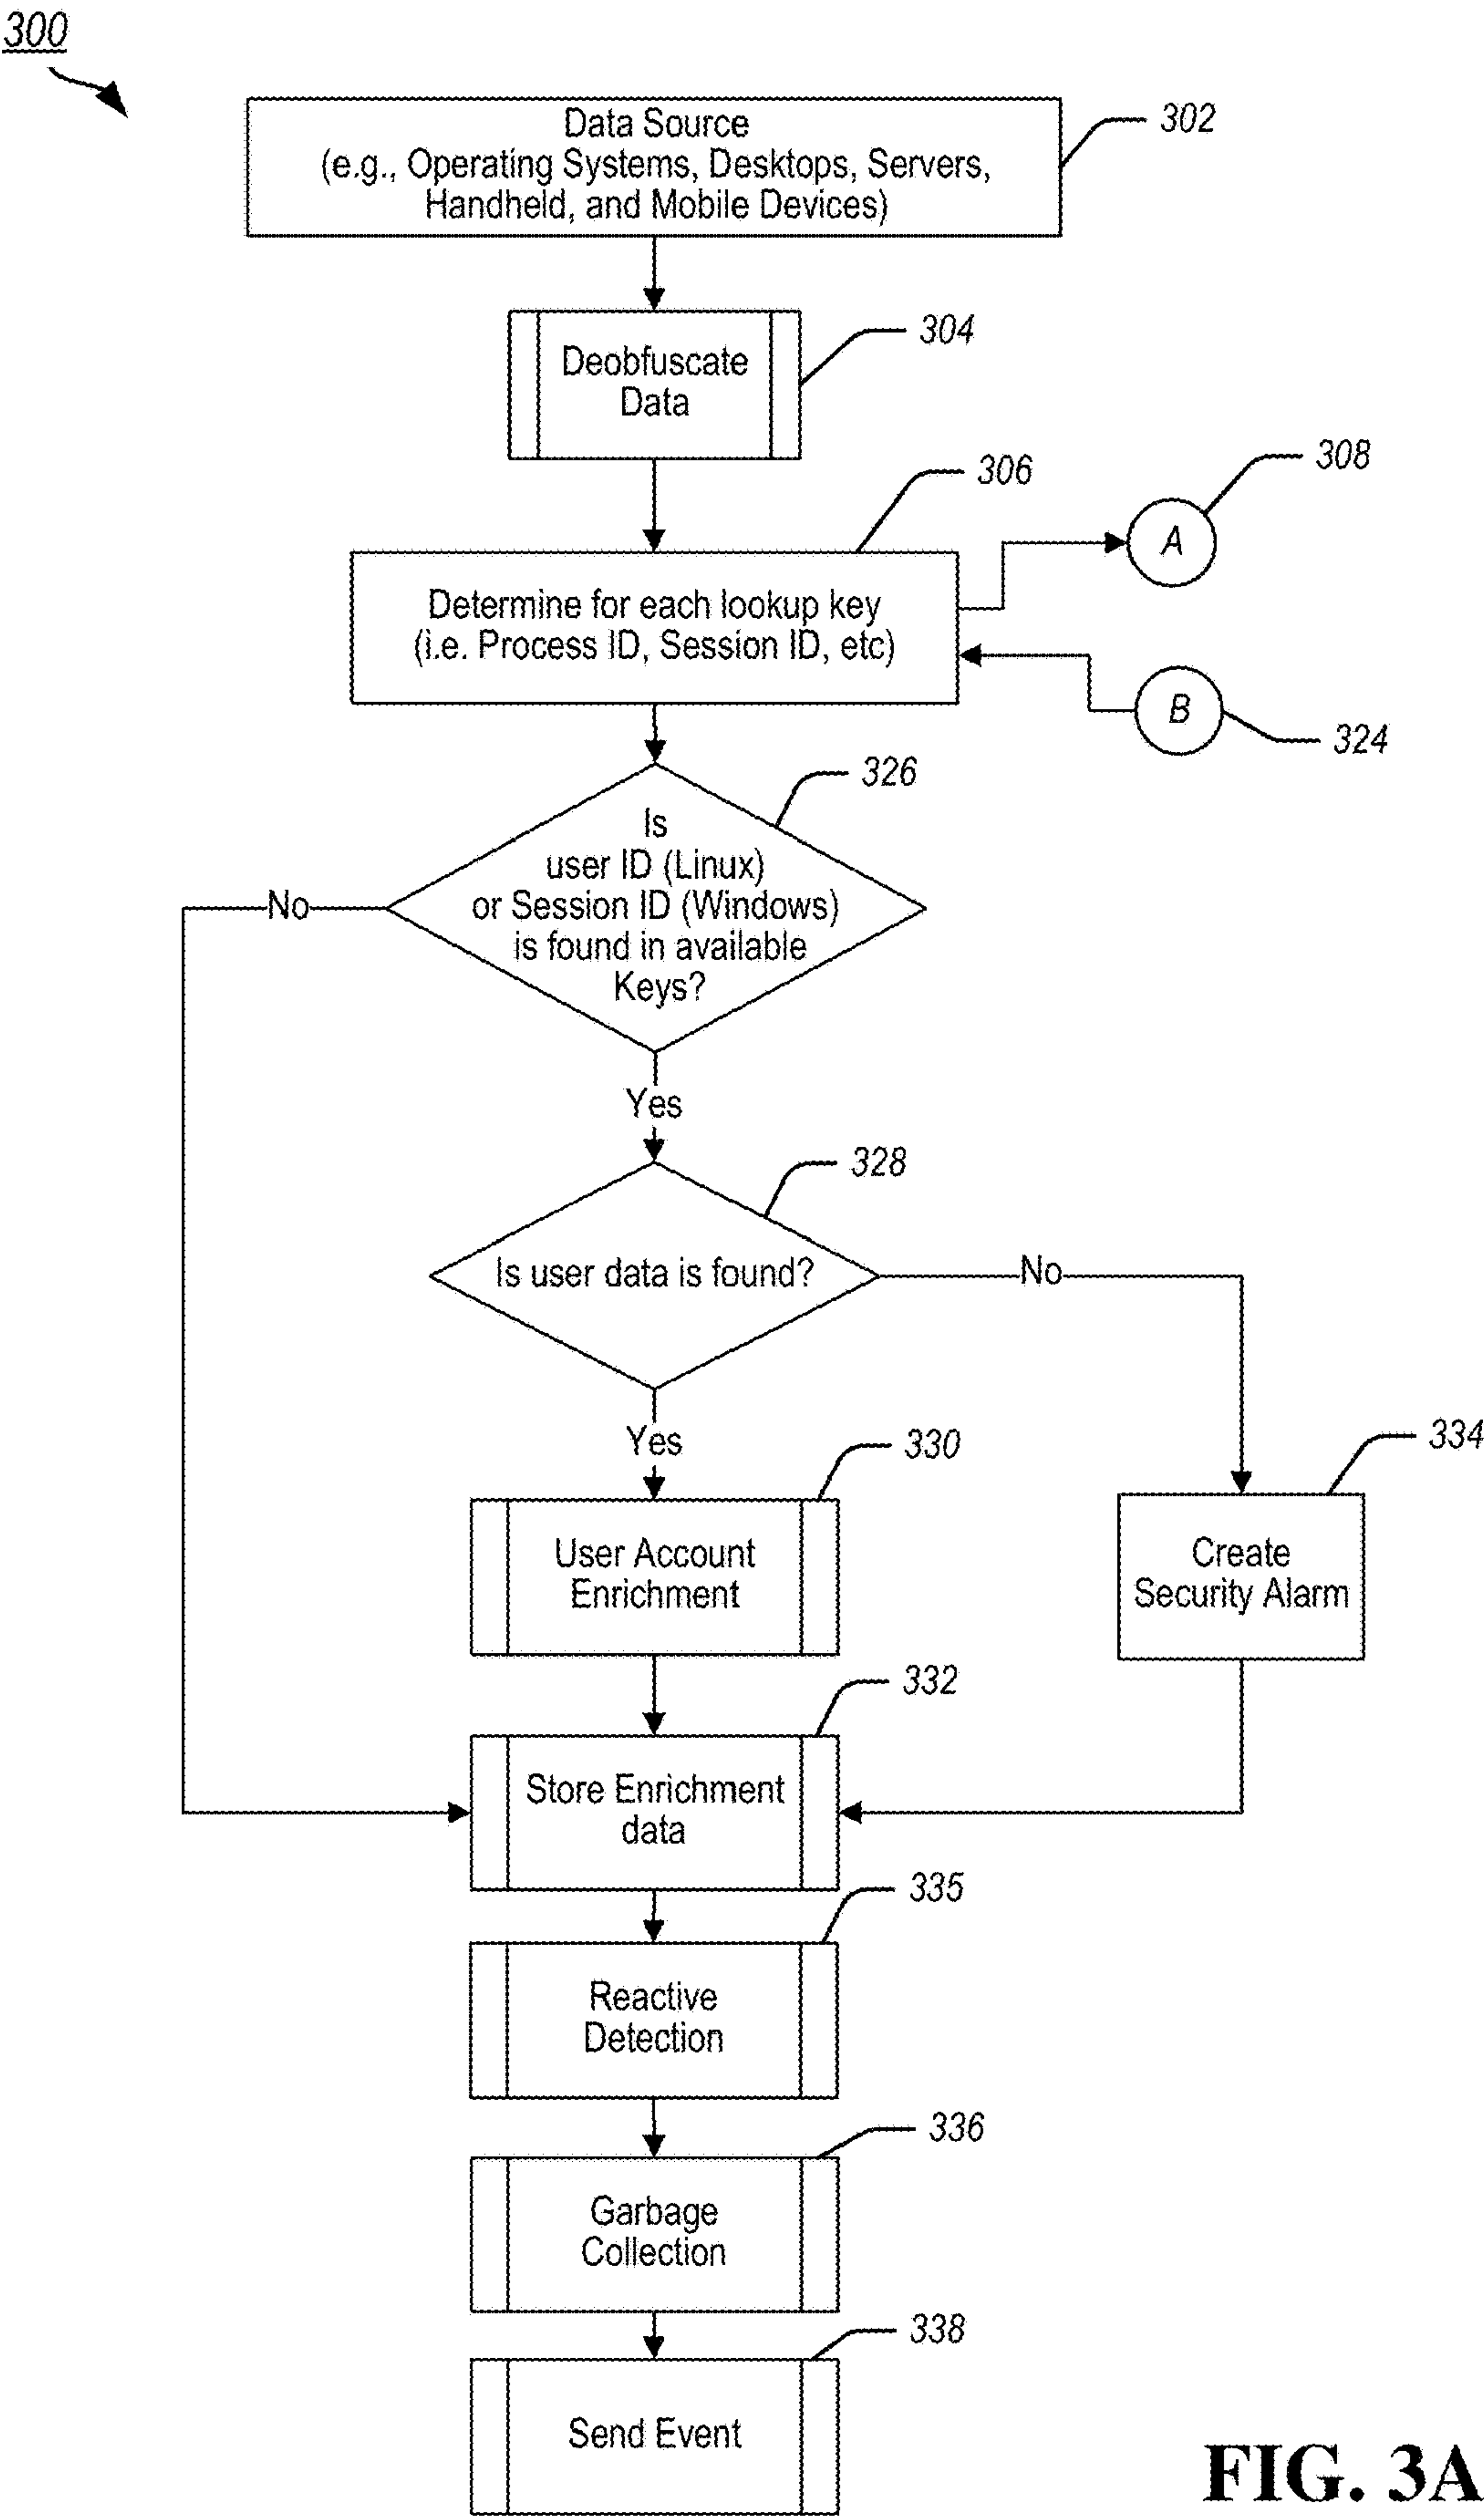 300
Data Source
(e.g., Operating Systems, Desktops, Servers,
Handheld, and Mobile Devices)
302
Deobfuscate
Data
304
306
308
A
Determine for each lookup key
(i.e. Process ID, Session ID, etc)
B
324
326
Is
user ID (Linux)
or Session ID (Windows)
is found in available
Keys?
No
Yes
328
Is user data is found?
No
Yes
330
334
User Account
Enrichment
Create
Security Alarm
332
Store Enrichment
data
335
Reactive
Detection
336
Garbage
Collection
338
Send Event
FIG. 3A